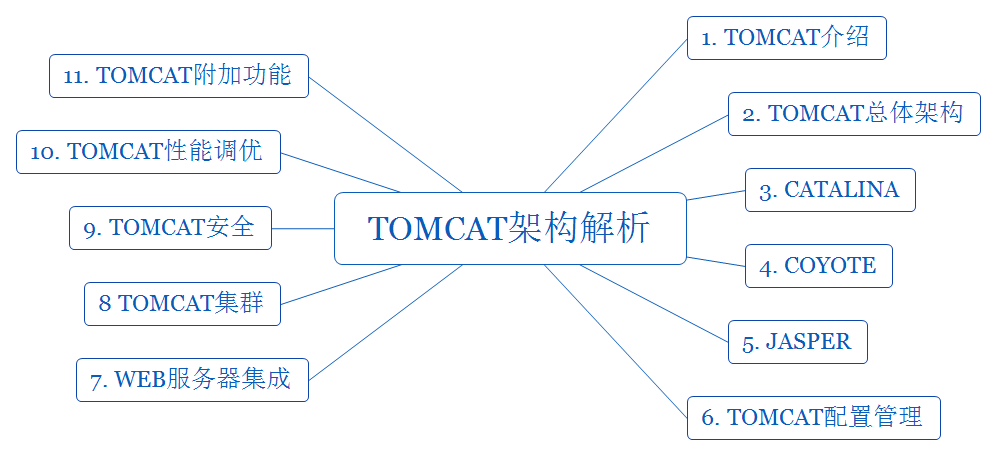 TOMCAT架构解析
1. TOMCAT介绍
2. TOMCAT总体架构
3. CATALINA
4. COYOTE
5. JASPER
6. TOMCAT配置管理
7. WEB服务器集成
8 TOMCAT集群
9. TOMCAT安全
10. TOMCAT性能调优
11. TOMCAT附加功能